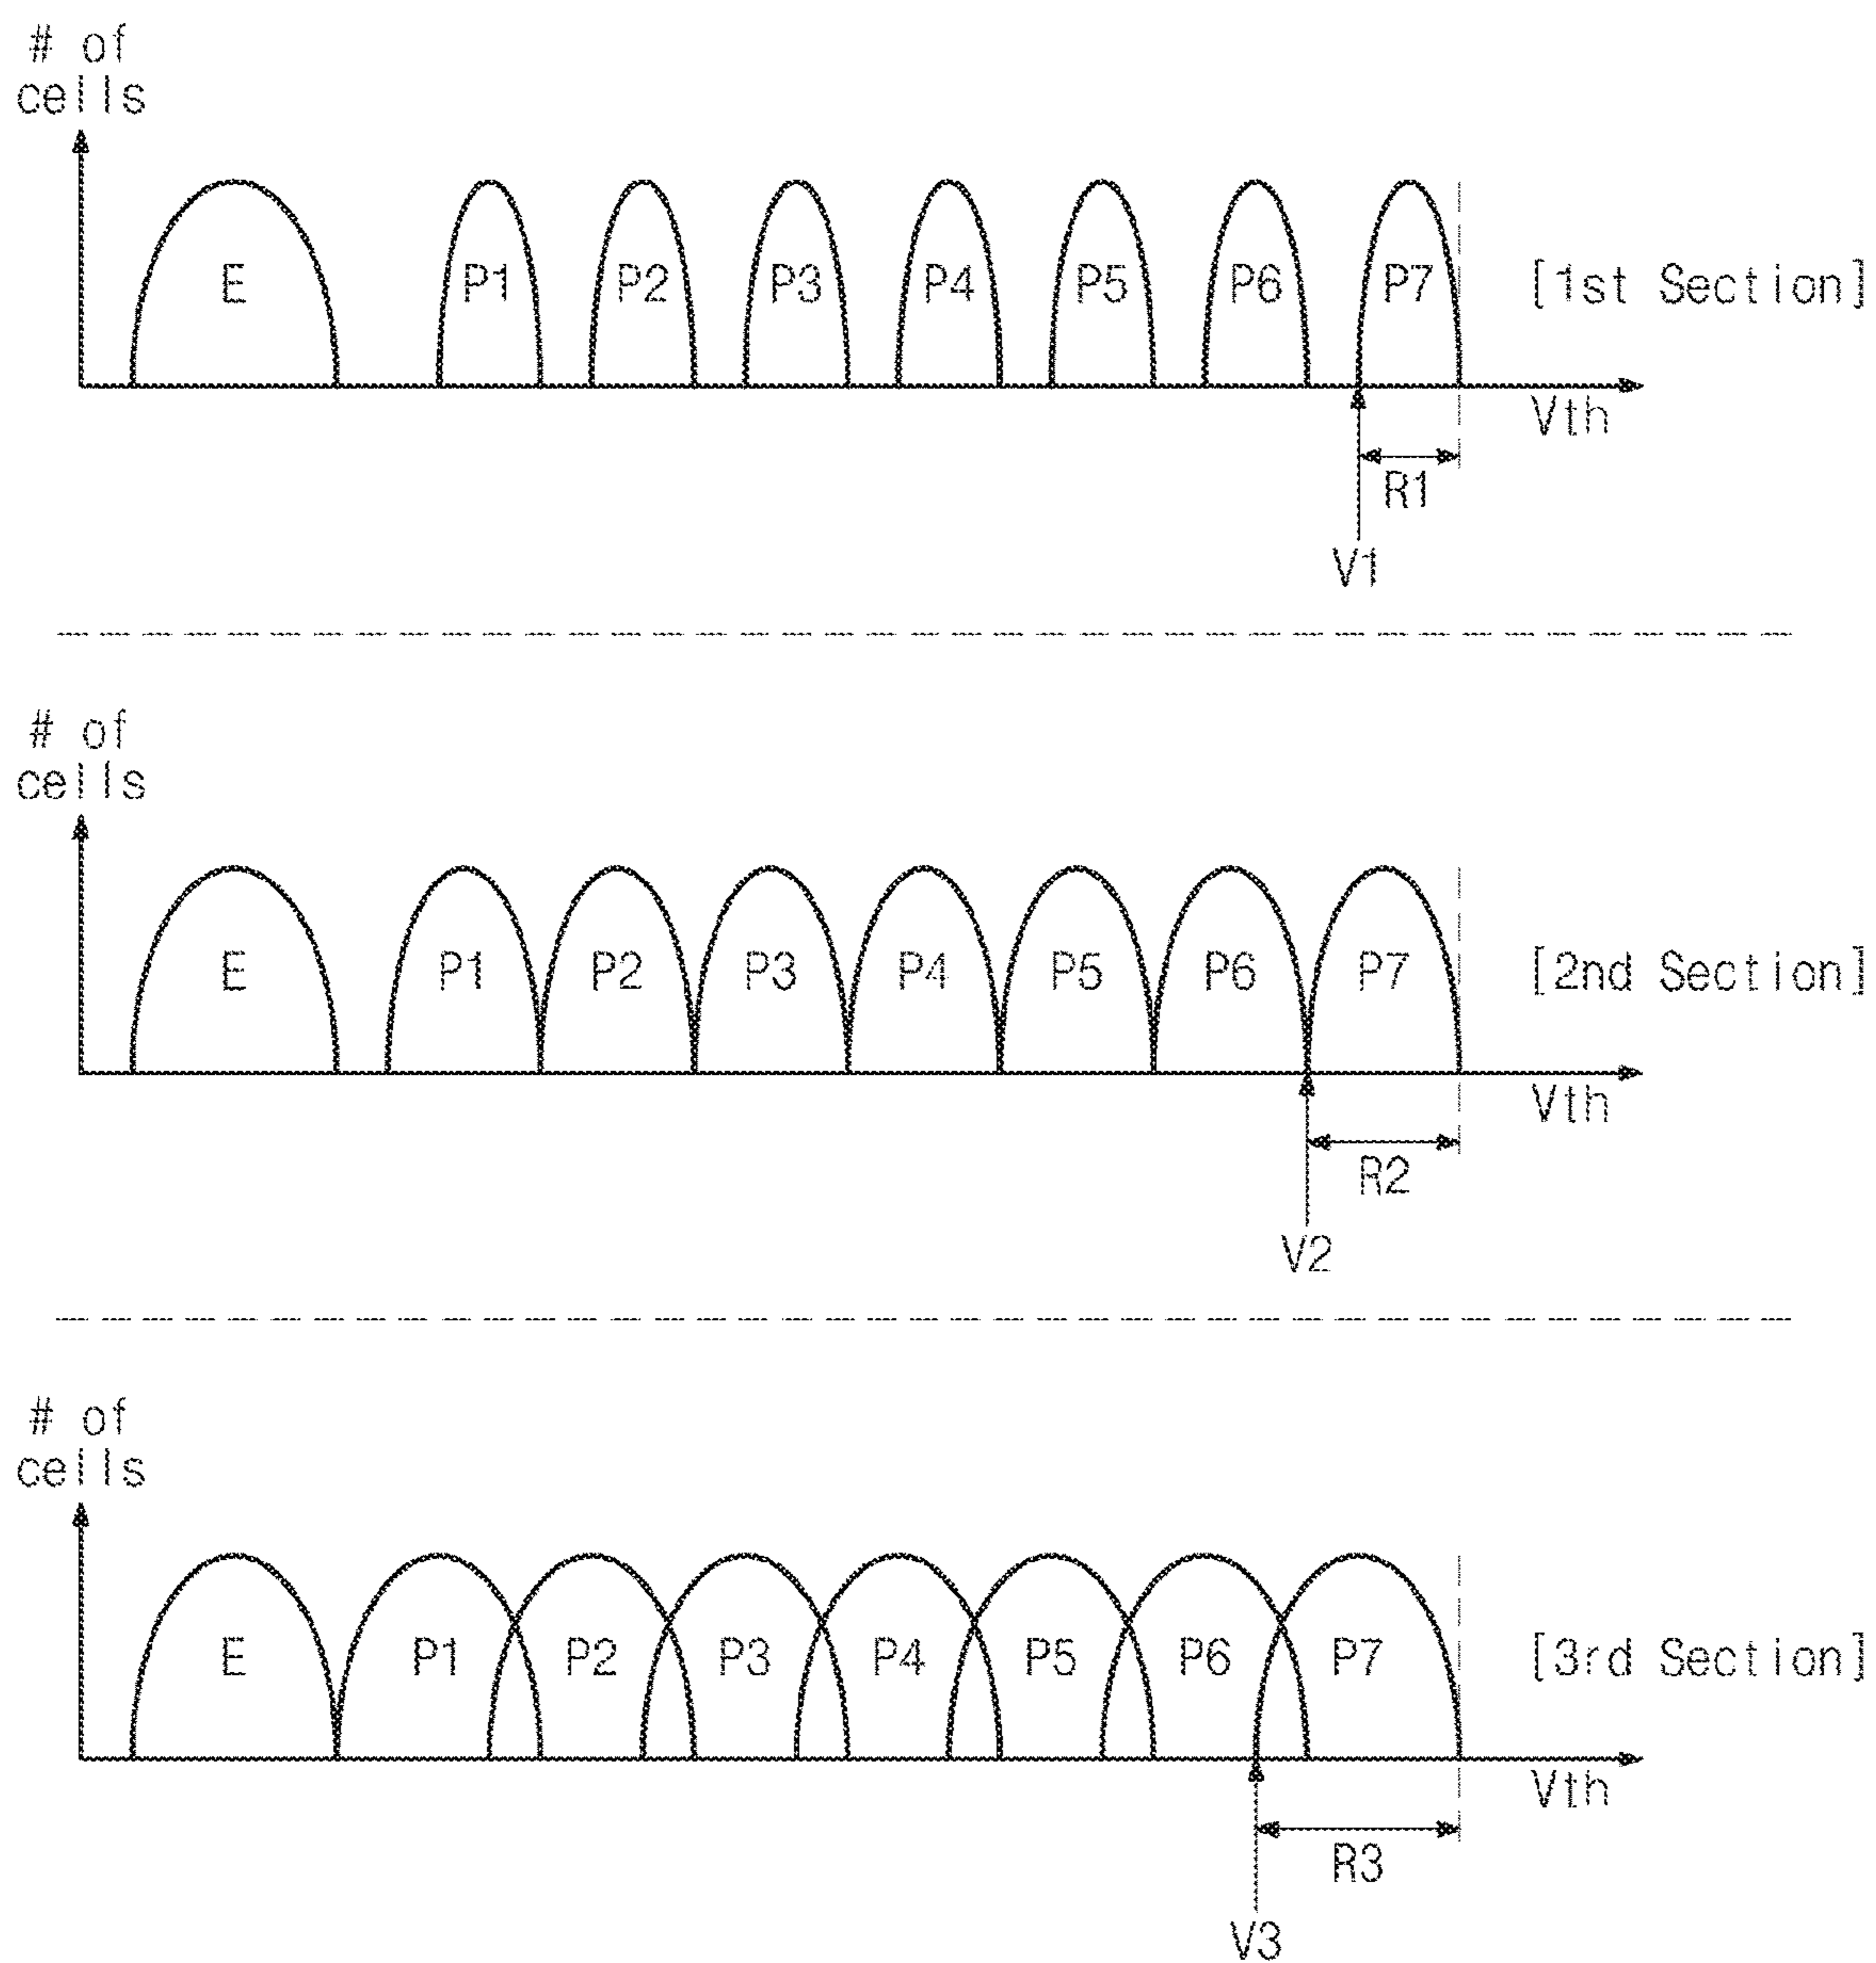 # of
cells
E P1 P2 P3 P4 P5 P6 P7 [1st Section]
Vth
R1
V1
# of
cells
E P1 P2 P3 P4 P5 P6 P7 [2nd Section]
Vth
R2
V2
# of
cells
E P1 P2 P3 P4 P5 P6 P7 [3rd Section]
Vth
R3
V3